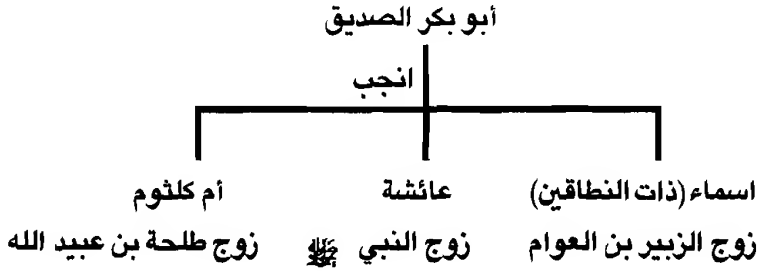 أبو بكر الصديق
انجب
اسماء (ذات النطاقين) عائشة أم كلثوم
زوج الزبير بن العوام زوج النبي ﷺ زوج طلحة بن عبيد الله